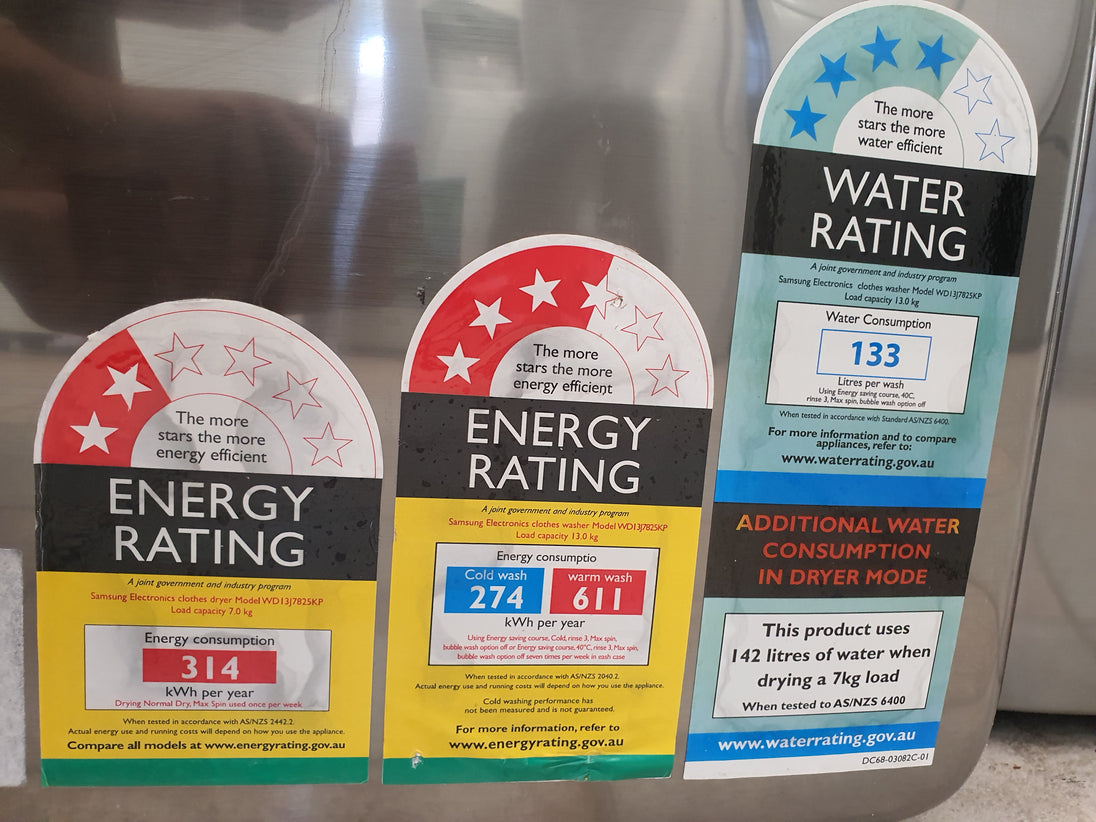 The more
stars the more
energy efficient
ENERGY
RATING
A joint government and industry program
Samsung Electronics clothes dryer Model WD13J7825KP
Load capacity 7.0 kg
Energy consumption
314
kWh per year
Drying Normal Dry, Max Spin used once per week
When tested in accordance with AS/NZS 2442.2.
Actual energy use and running costs will depend on how you use the appliance.
Compare all models at www.energyrating.gov.au
The more
stars the more
energy efficient
ENERGY
RATING
A joint government and industry program
Samsung Electronics clothes washer Model WD13J7825KP
Load capacity 13.0 kg
Energy consumptio
Cold wash
274
warm wash
611
kWh per year
Using Energy saving course, Cold, rinse 3, Max spin,
bubble wash option off or Energy saving course, 40°C, rinse 3, Max spin,
bubble wash option off seven times per week in eash case
When tested in accordance with AS/NZS 2040.2.
Actual energy use and running costs will depend on how you use the appliance.
Cold washing performance has
not been measured and is not guaranteed.
For more information, refer to
www.energyrating.gov.au
The more
stars the more
water efficient
WATER
RATING
A joint government and industry program
Samsung Electronics clothes washer Model WD13J7825KP
Load capacity 13.0 kg
Water Consumption
133
Litres per wash
Using Energy saving course, 40C,
rinse 3, Max spin, bubble wash option off
When tested in accordance with Standard AS/NZS 6400.
For more information and to compare
appliances, refer to:
www.waterrating.gov.au
ADDITIONAL WATER
CONSUMPTION
IN DRYER MODE
This product uses
142 litres of water when
drying a 7kg load
When tested to AS/NZS 6400
www.waterrating.gov.au
DC68-03082C-01